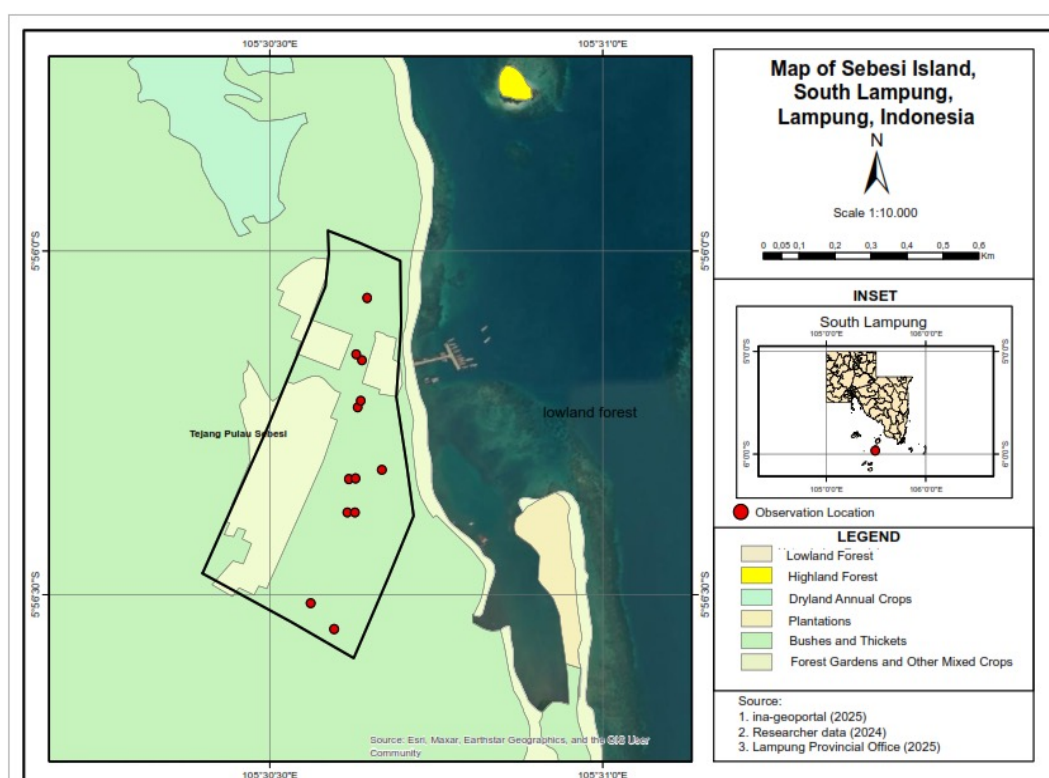 105°30'30"E
105°31'0"E
5°56'0"S
5°56'0"S
lowland forest
Tejang Pulau Sebesi
5°56'30"S
5°56'30"S
Source: Esri, Maxar, Earthstar Geographics, and the GIS User
Community
105°30'30"E
105°31'0"E
Map of Sebesi Island,
South Lampung,
Lampung, Indonesia
N
Scale 1:10.000
0 0,05 0,1 0,2 0,3 0,4 0,5 0,6
Km
INSET
South Lampung
105°0'0"E
106°0'0"E
5°0'0"S
5°0'0"S
6°0'0"S
6°0'0"S
105°0'0"E
106°0'0"E
Observation Location
LEGEND
Lowland Forest
Highland Forest
Dryland Annual Crops
Plantations
Bushes and Thickets
Forest Gardens and Other Mixed Crops
Source:
1. ina-geoportal (2025)
2. Researcher data (2024)
3. Lampung Provincial Office (2025)